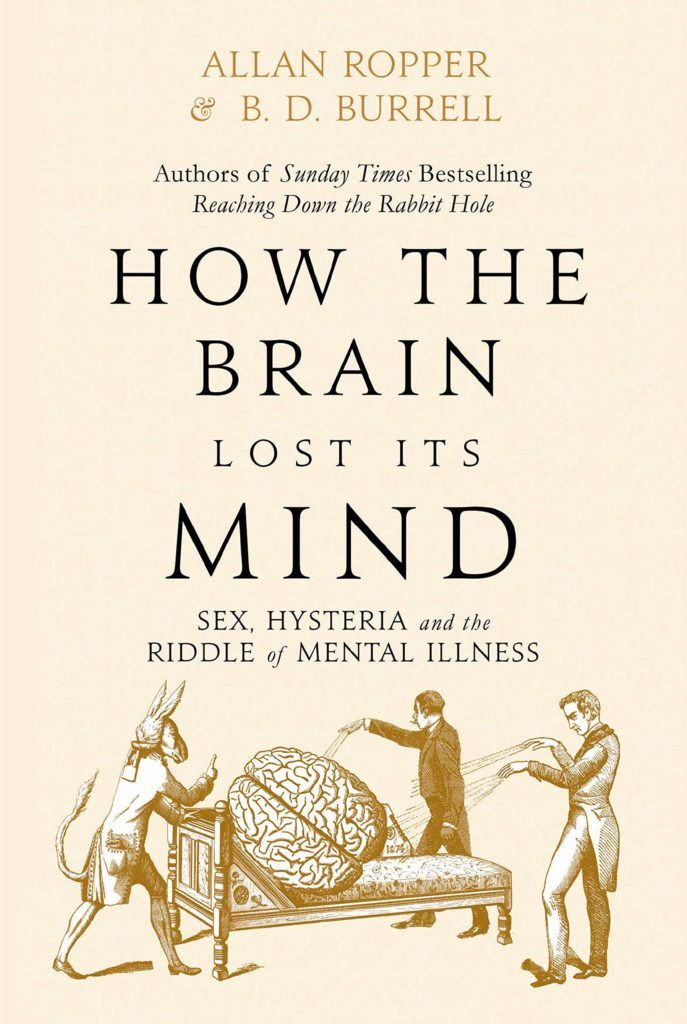 ALLAN ROPPER
& B. D. BURRELL
Authors of Sunday Times Bestselling
Reaching Down the Rabbit Hole
HOW THE
BRAIN
LOST ITS
MIND
SEX, HYSTERIA and the
RIDDLE of MENTAL ILLNESS
1874